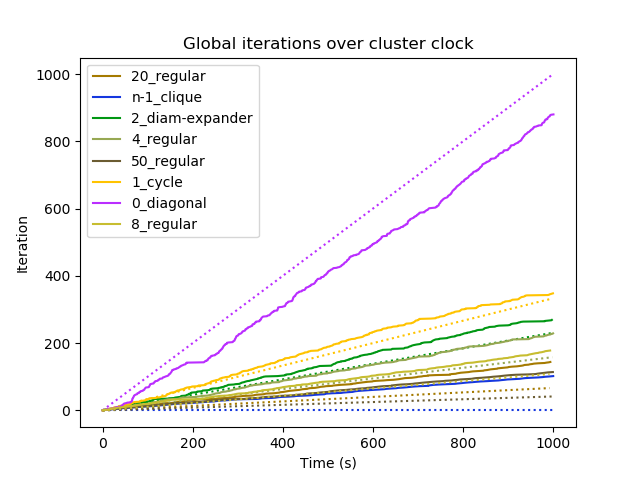 Global iterations over cluster clock
20_regular
n-1_clique
2_diam-expander
4_regular
50_regular
1_cycle
0_diagonal
8_regular
1000
800
600
400
200
0
Iteration
0 200 400 600 800 1000
Time (s)